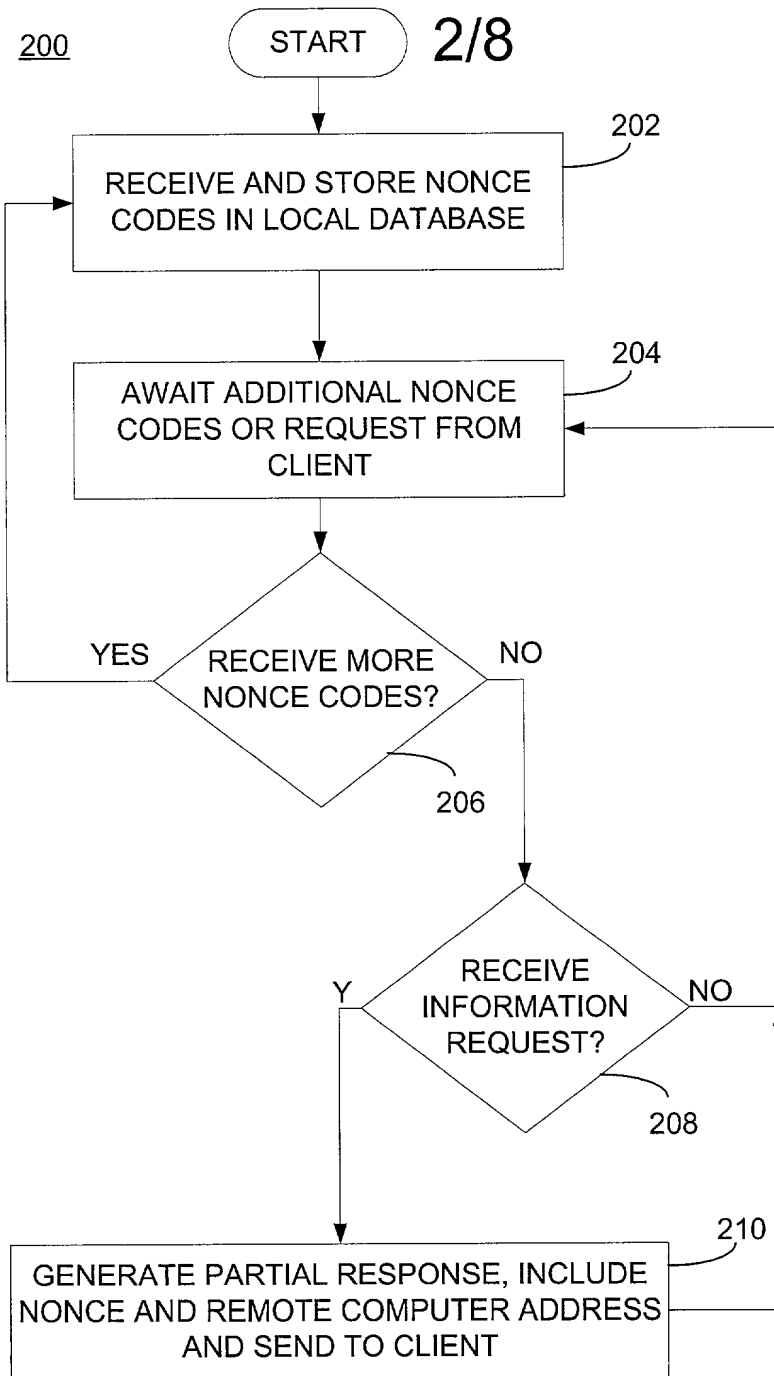 200
START
2/8
202
RECEIVE AND STORE NONCE
CODES IN LOCAL DATABASE
204
AWAIT ADDITIONAL NONCE
CODES OR REQUEST FROM
CLIENT
YES
RECEIVE MORE
NONCE CODES?
NO
206
Y
RECEIVE
INFORMATION
REQUEST?
NO
208
210
GENERATE PARTIAL RESPONSE, INCLUDE
NONCE AND REMOTE COMPUTER ADDRESS
AND SEND TO CLIENT